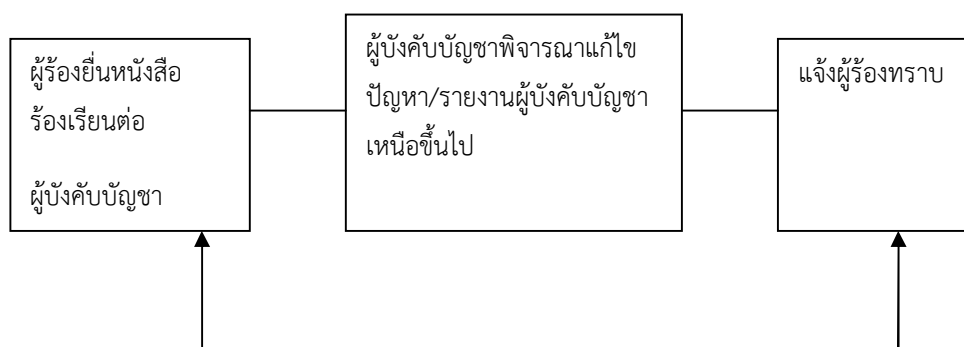 ผู้ร้องยื่นหนังสือ
ร้องเรียนต่อ
ผู้บังคับบัญชา
ผู้บังคับบัญชาพิจารณาแก้ไข
ปัญหา/รายงานผู้บังคับบัญชา
เหนือขึ้นไป
แจ้งผู้ร้องทราบ